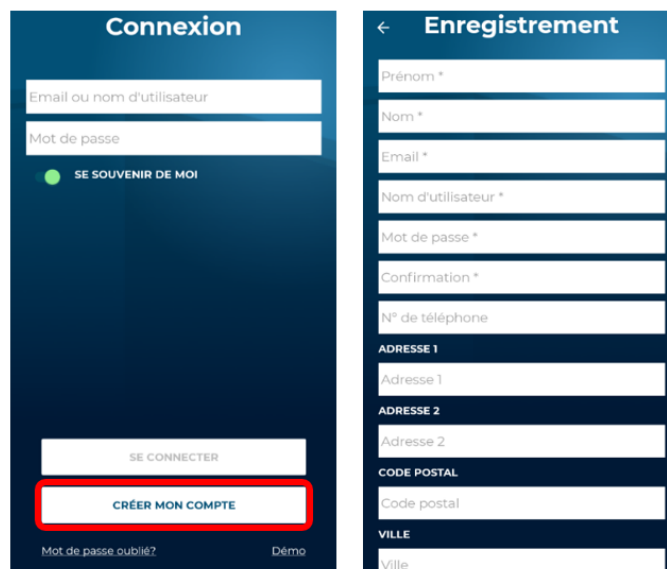 Connexion
Email ou nom d'utilisateur
Mot de passe
SE SOUVENIR DE MOI
SE CONNECTER
CRÉER MON COMPTE
Mot de passe oublié?
Démo
Enregistrement
Prénom *
Nom *
Email *
Nom d'utilisateur *
Mot de passe *
Confirmation *
N° de téléphone
ADRESSE 1
Adresse 1
ADRESSE 2
Adresse 2
CODE POSTAL
Code postal
VILLE
Ville